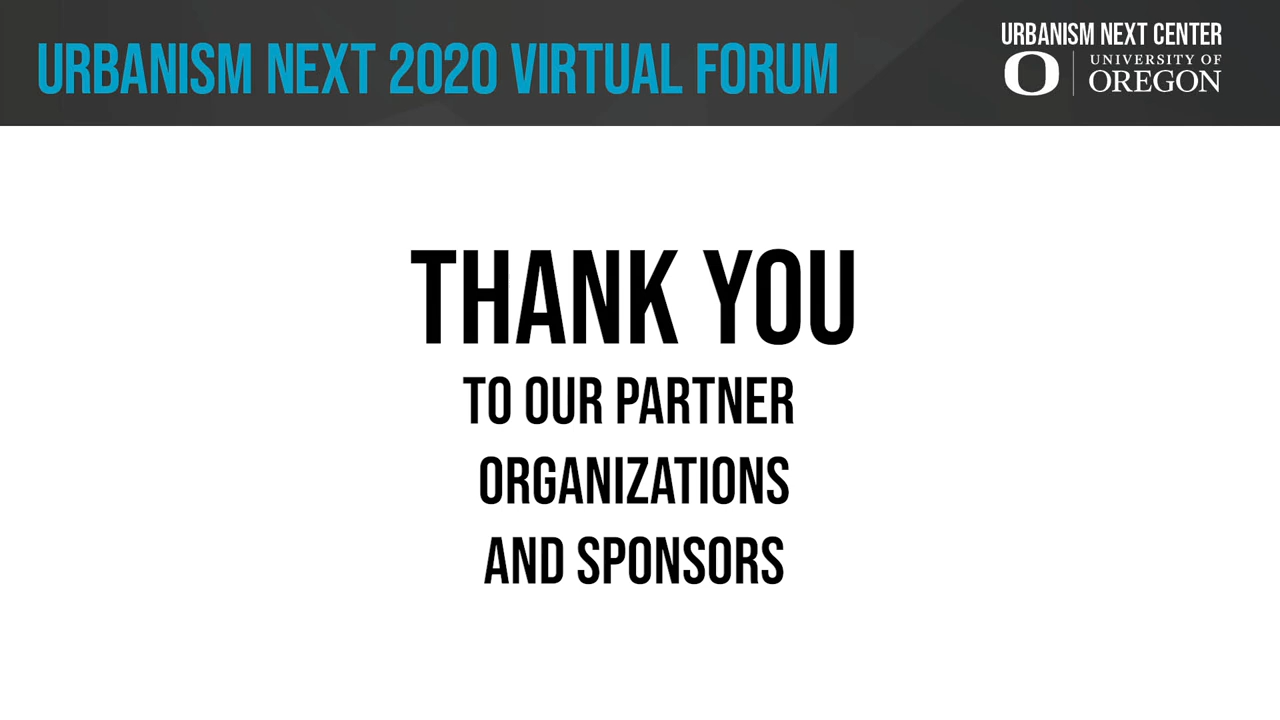 URBANISM NEXT 2020 VIRTUAL FORUM
URBANISM NEXT CENTER
O
UNIVERSITY OF
OREGON
THANK YOU
TO OUR PARTNER
ORGANIZATIONS
AND SPONSORS